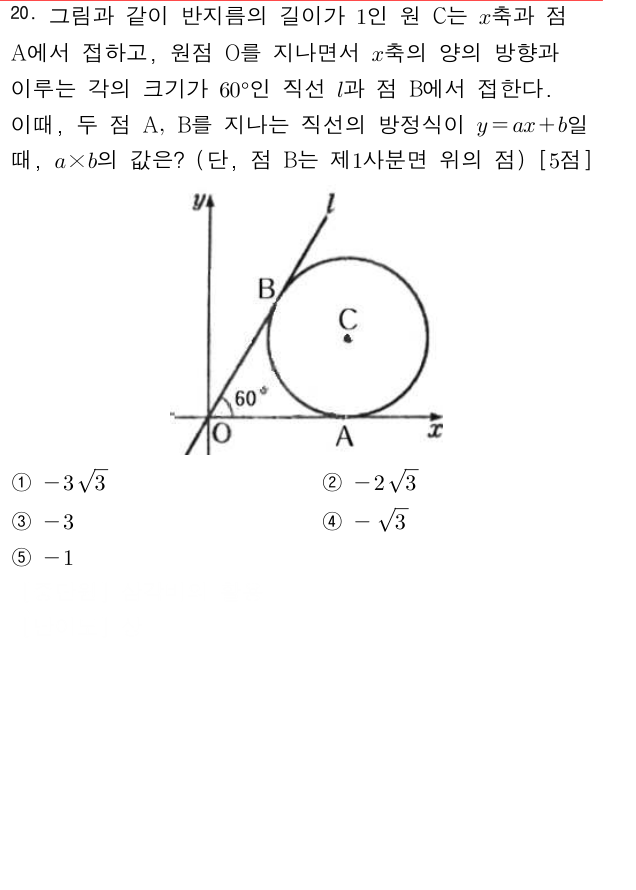 20. 그림과 같이 반지름의 길이가 1인 원 C는 x축과 점
A에서 접하고, 원점 O를 지나면서 x축의 양의 방향과
이루는 각의 크기가 60°인 직선 l과 점 B에서 접한다.
이때, 두 점 A, B를 지나는 직선의 방정식이 y=ax+b일
때, a×b의 값은? (단, 점 B는 제1사분면 위의 점) [5점]
y
l
B
C
60°
O
A
x
① -3√3
② -2√3
③ -3
④ -√3
⑤ -1